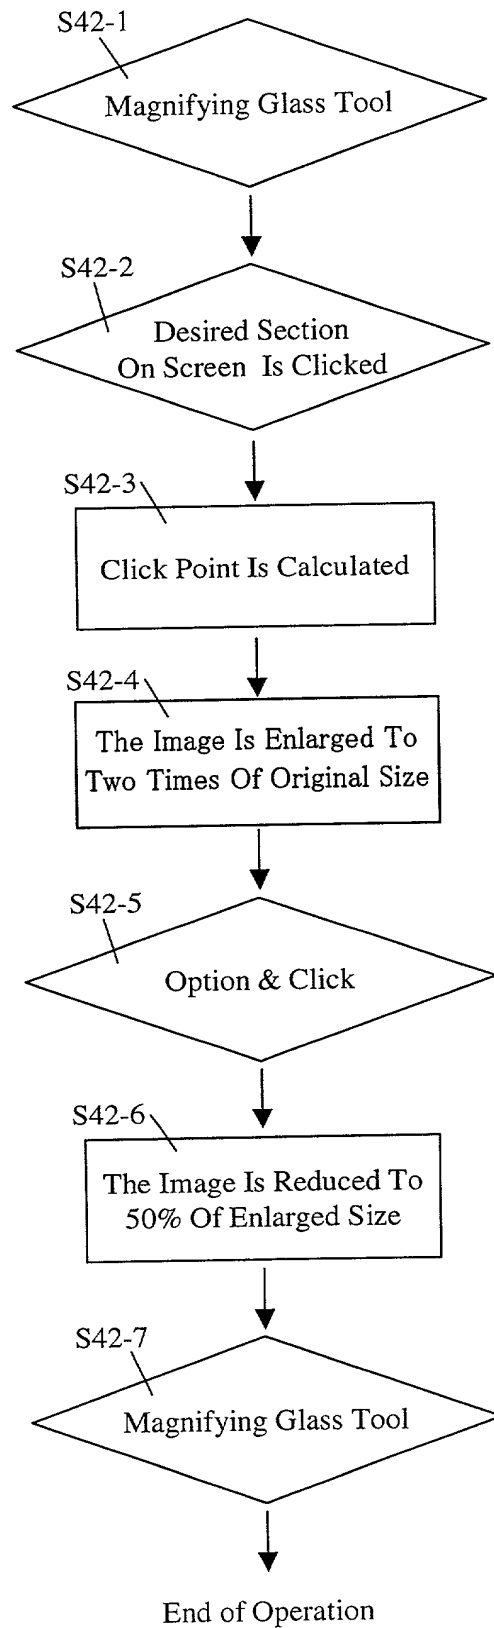 S42-1
Magnifying Glass Tool
S42-2
Desired Section
On Screen Is Clicked
S42-3
Click Point Is Calculated
S42-4
The Image Is Enlarged To
Two Times Of Original Size
S42-5
Option & Click
S42-6
The Image Is Reduced To
50% Of Enlarged Size
S42-7
Magnifying Glass Tool
End of Operation